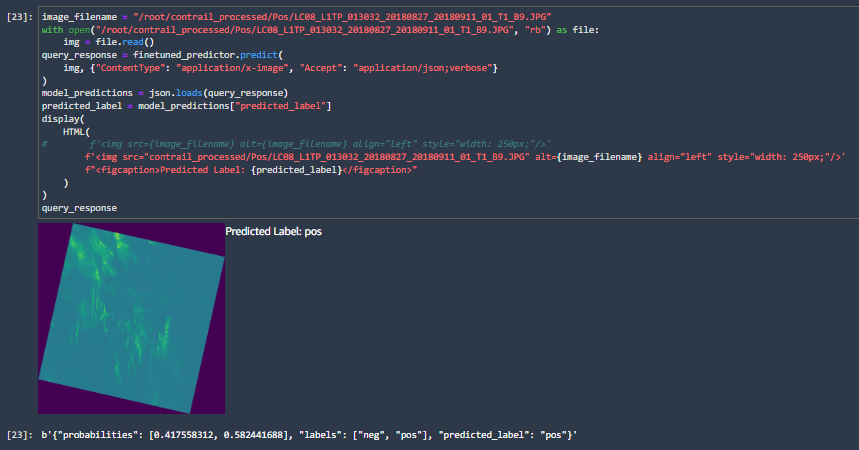 [23]: image_filename = "/root/contrail_processed/Pos/LC08_L1TP_013032_20180827_20180911_01_T1_B9.JPG"
with open("/root/contrail_processed/Pos/LC08_L1TP_013032_20180827_20180911_01_T1_B9.JPG", "rb") as file:
    img = file.read()
query_response = finetuned_predictor.predict(
    img, {"ContentType": "application/x-image", "Accept": "application/json;verbose"}
)
model_predictions = json.loads(query_response)
predicted_label = model_predictions["predicted_label"]
display(
    HTML(
#        f'<img src={image_filename} alt={image_filename} align="left" style="width: 250px;"/>'
        f'<img src="contrail_processed/Pos/LC08_L1TP_013032_20180827_20180911_01_T1_B9.JPG" alt={image_filename} align="left" style="width: 250px;"/>'
        f"<figcaption>Predicted Label: {predicted_label}</figcaption>"
    )
)
query_response
Predicted Label: pos
[23]: b'{"probabilities": [0.417558312, 0.582441688], "labels": ["neg", "pos"], "predicted_label": "pos"}'